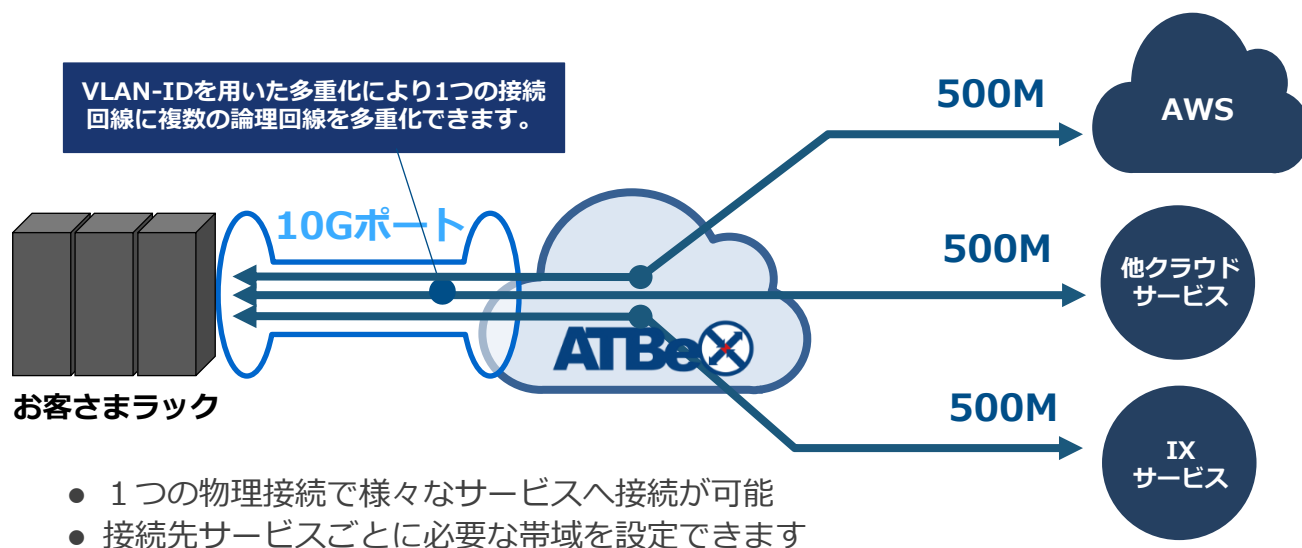 VLAN-IDを用いた多重化により1つの接続
回線に複数の論理回線を多重化できます。
500M
AWS
10Gポート
500M
他クラウド
サービス
ATBeX
お客さまラック
500M
IX
サービス
● １つの物理接続で様々なサービスへ接続が可能
● 接続先サービスごとに必要な帯域を設定できます